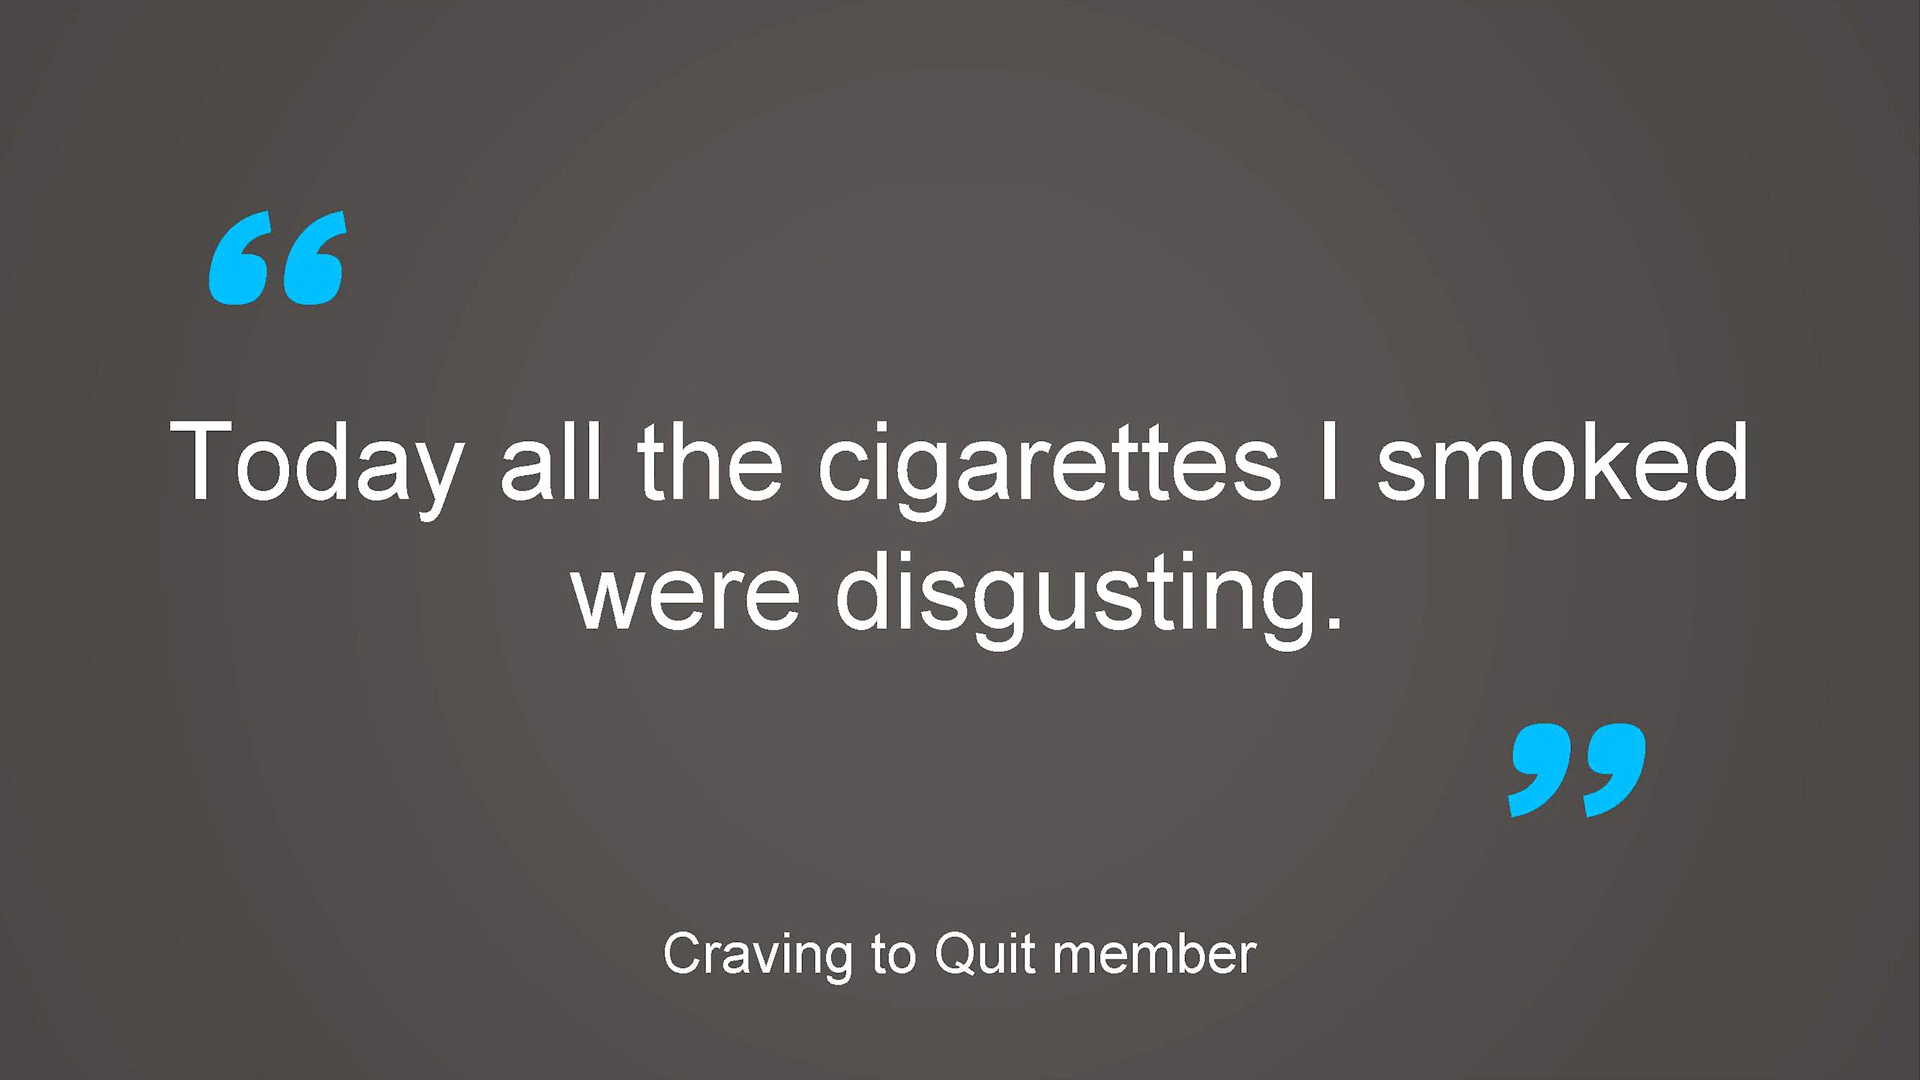 “
Today all the cigarettes I smoked
were disgusting.
”
Craving to Quit member